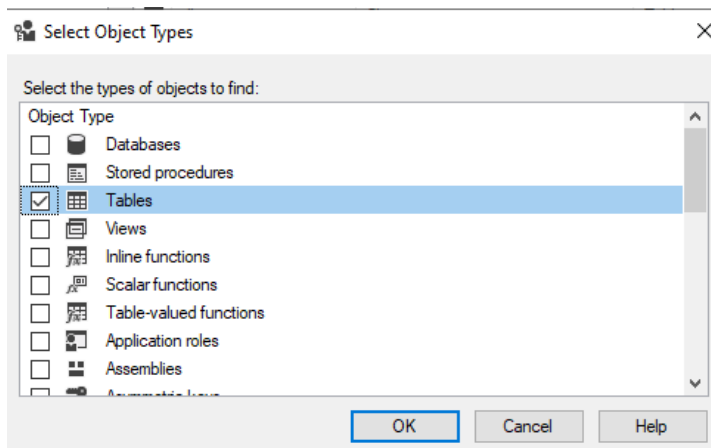 Select Object Types
Select the types of objects to find:
Object Type
Databases
Stored procedures
Tables
Views
Inline functions
Scalar functions
Table-valued functions
Application roles
Assemblies
OK Cancel Help